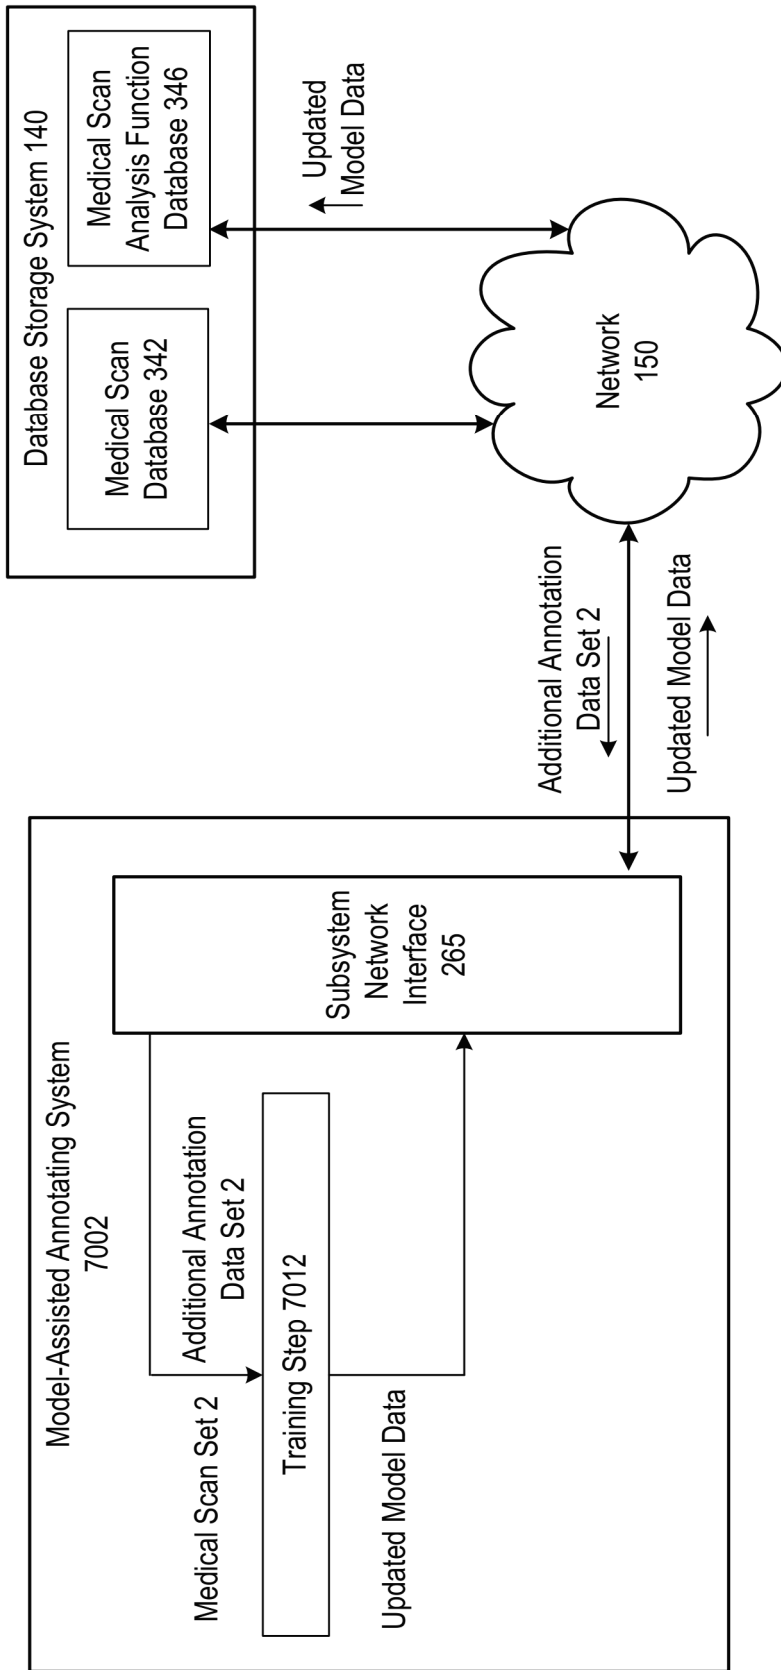 Model-Assisted Annotating System
7002
Medical Scan Set 2
Additional Annotation
Data Set 2
Training Step 7012
Updated Model Data
Subsystem
Network
Interface
265
Additional Annotation
Data Set 2
Updated Model Data
Database Storage System 140
Medical Scan
Database 342
Medical Scan
Analysis Function
Database 346
Updated
Model Data
Network
150